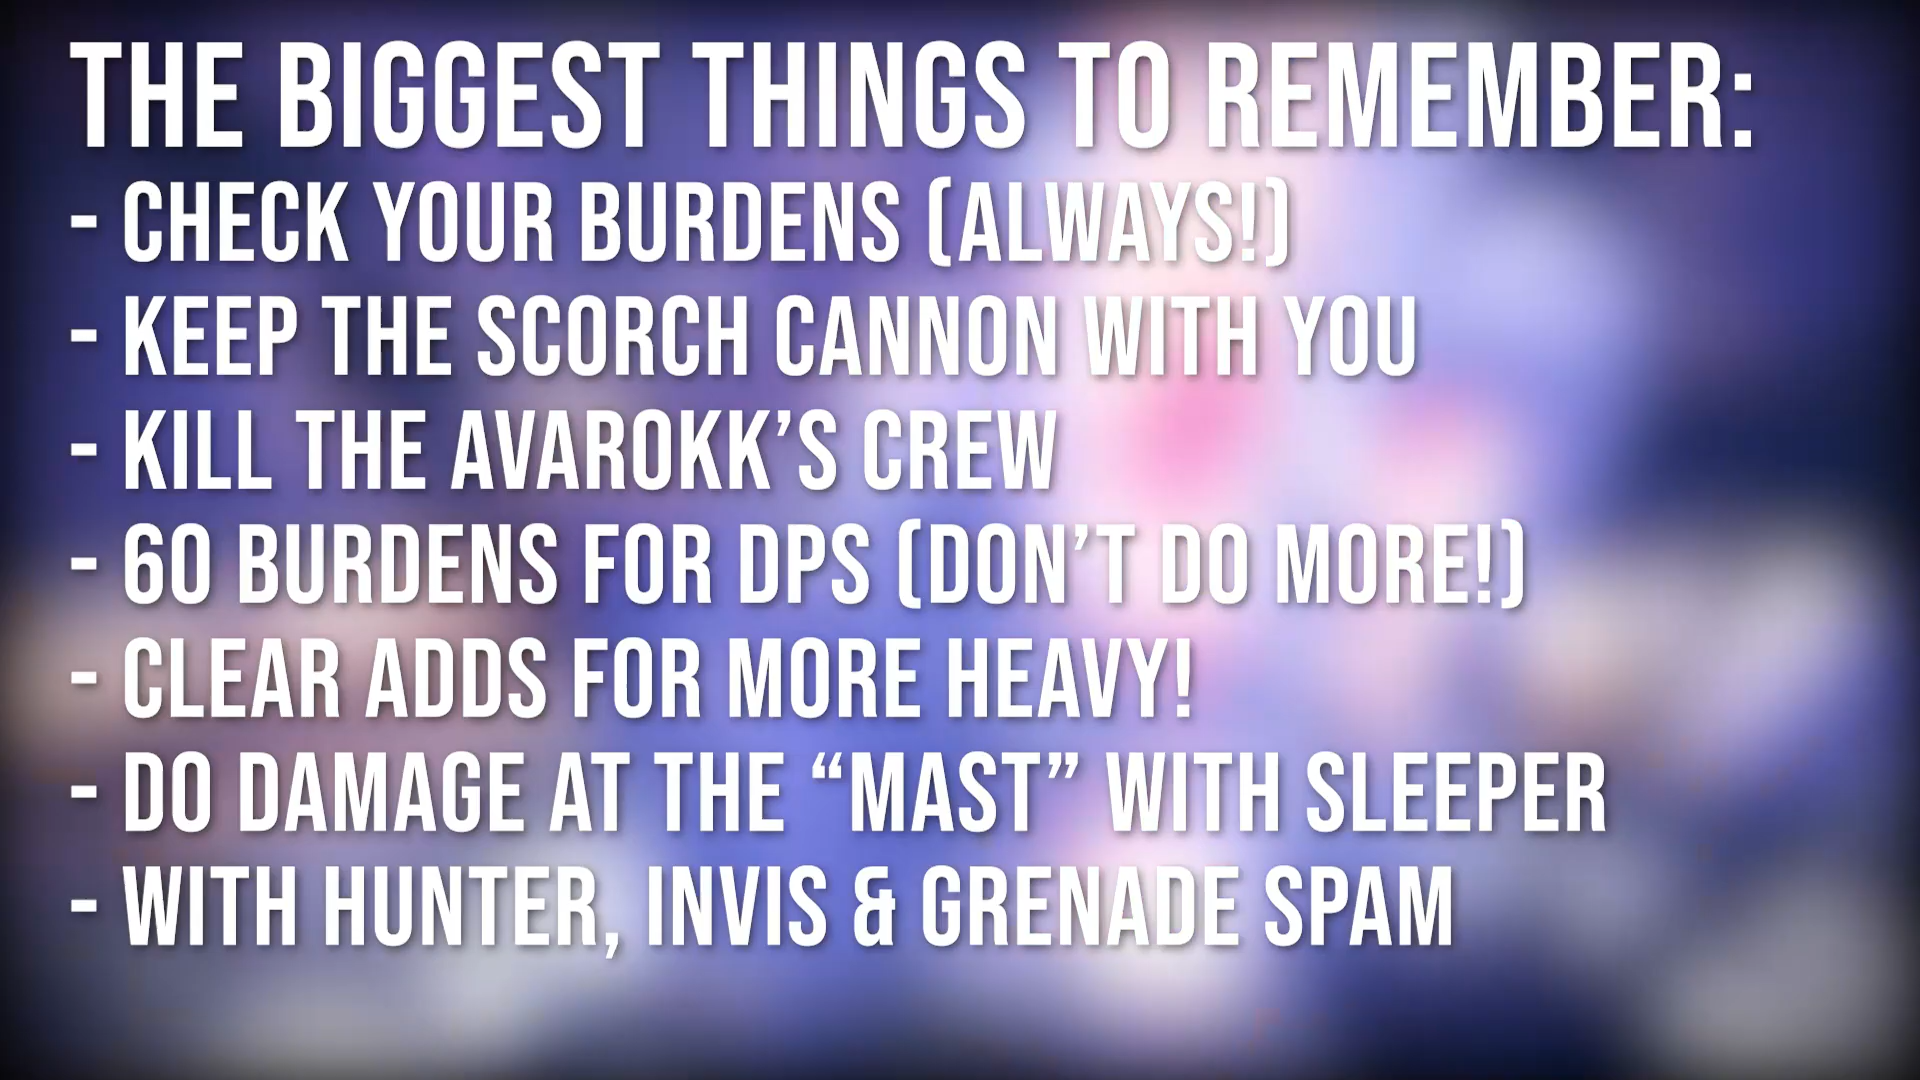 THE BIGGEST THINGS TO REMEMBER:
- CHECK YOUR BURDENS (ALWAYS!)
- KEEP THE SCORCH CANNON WITH YOU
- KILL THE AVAROKK’S CREW
- 60 BURDENS FOR DPS (DON’T DO MORE!)
- CLEAR ADDS FOR MORE HEAVY!
- DO DAMAGE AT THE “MAST” WITH SLEEPER
- WITH HUNTER, INVIS & GRENADE SPAM